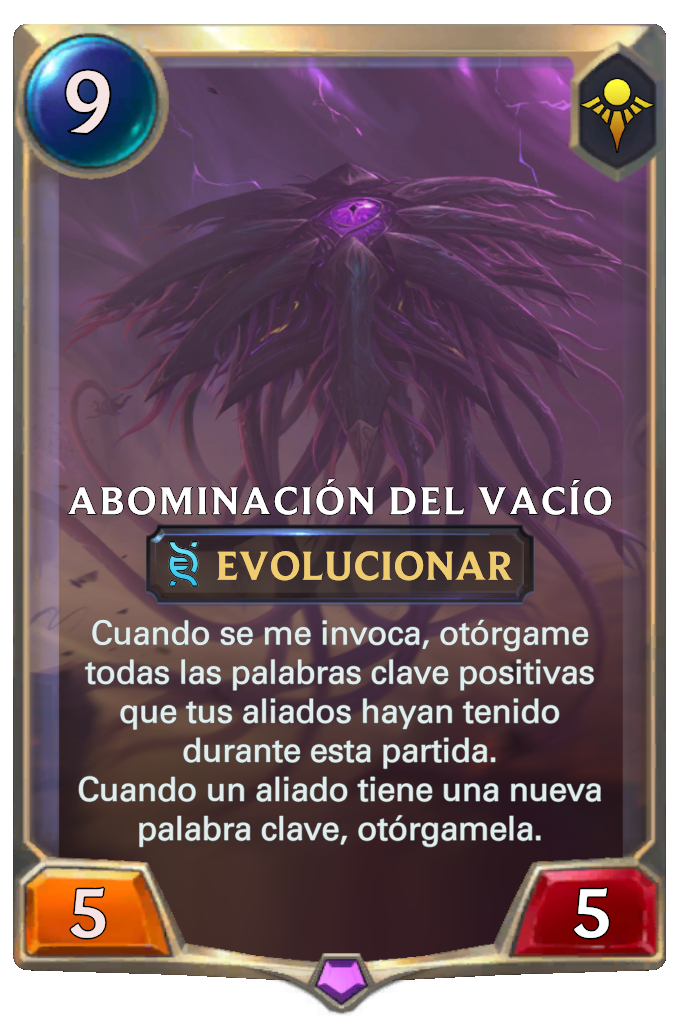 9
ABOMINACIÓN DEL VACÍO
EVOLUCIONAR
Cuando se me invoca, otórgame
todas las palabras clave positivas
que tus aliados hayan tenido
durante esta partida.
Cuando un aliado tiene una nueva
palabra clave, otórgamela.
5
5